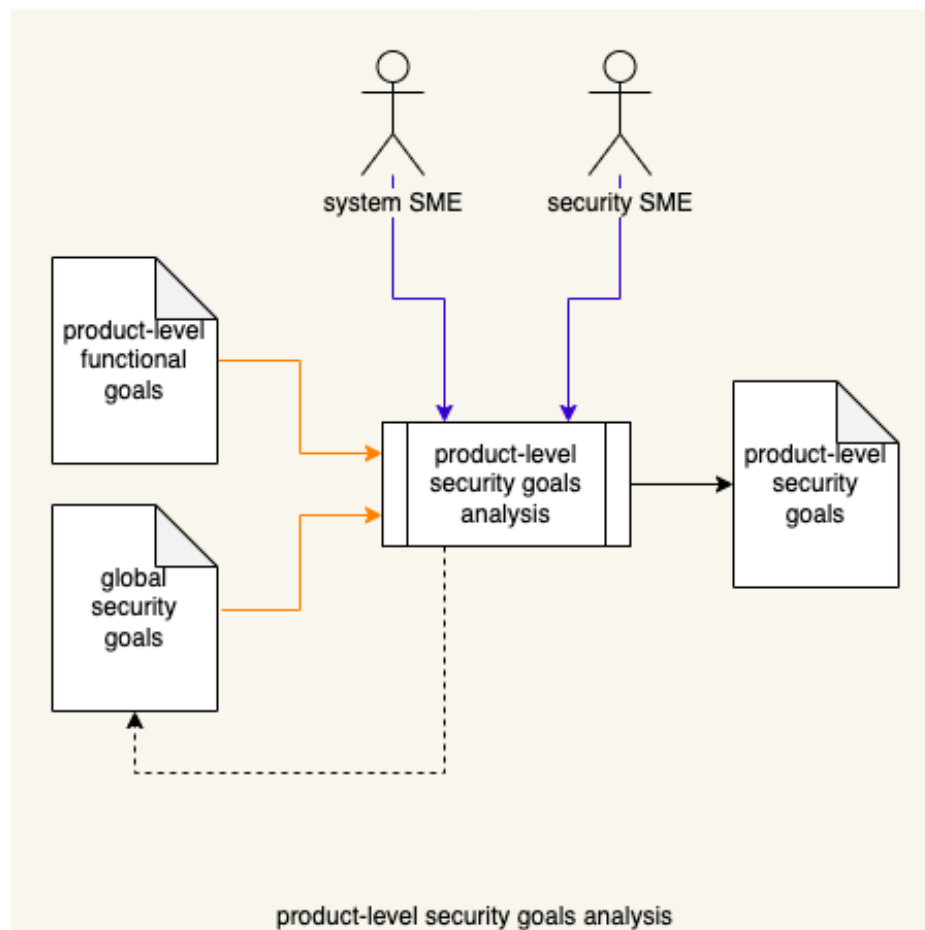 system SME
security SME
product-level
functional
goals
product-level
security goals
analysis
product-level
security
goals
global
security
goals
product-level security goals analysis